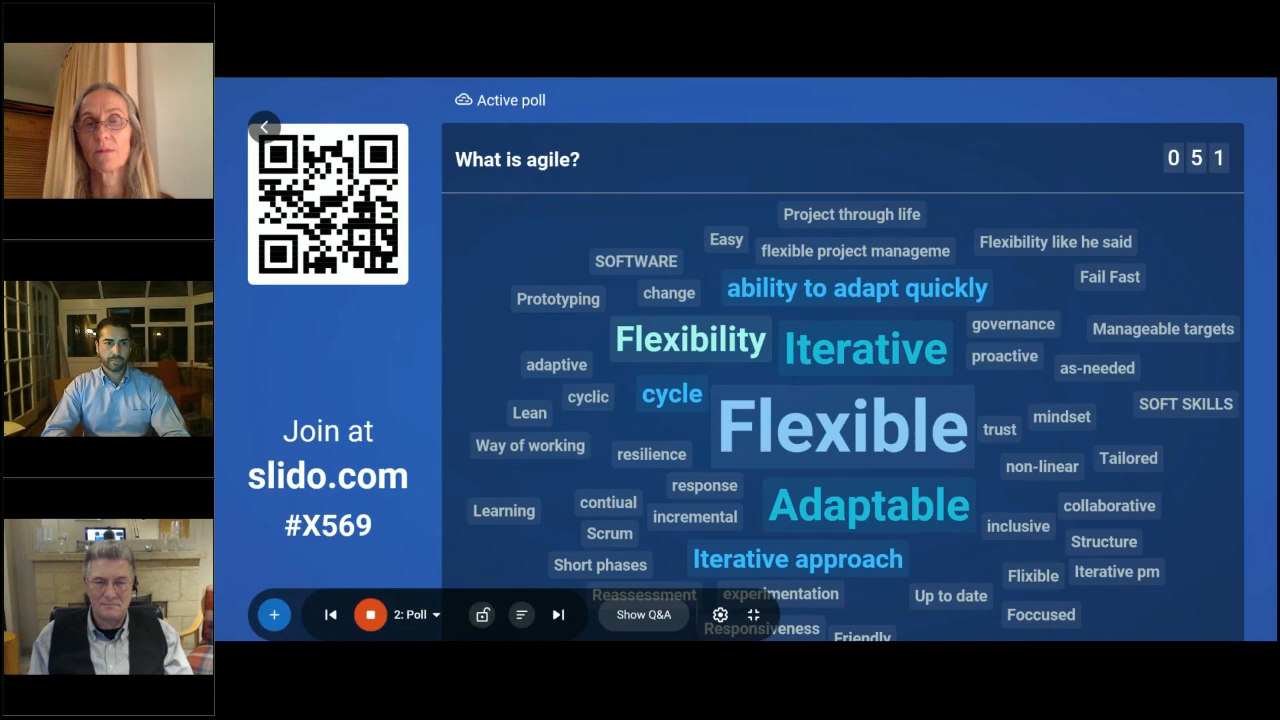 Active poll
What is agile?
0 5 1
Project through life
Easy
flexible project manageme
Flexibility like he said
SOFTWARE
Fail Fast
Prototyping
change
ability to adapt quickly
Flexibility
Iterative
governance
Manageable targets
adaptive
proactive
as-needed
cyclic
cycle
Lean
Flexible
SOFT SKILLS
trust
mindset
Way of working
resilience
non-linear
Tailored
Join at
slido.com
#X569
response
Learning
contiual
incremental
Adaptable
collaborative
inclusive
Scrum
Structure
Short phases
Iterative approach
Flixible
Iterative pm
Reassessment
experimentation
Up to date
Foccused
Responsiveness
Friendly
2: Poll
Show Q&A